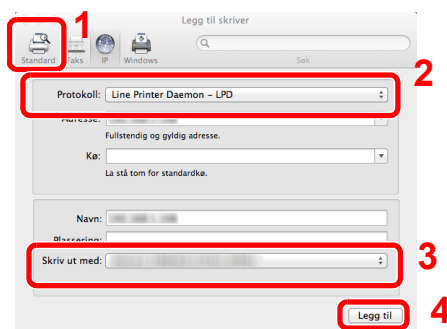 Legg til skriver
1
Standard Faks IP Windows Søk
2
Protokoll: Line Printer Daemon – LPD
Adresse:
Fullstendig og gyldig adresse.
Kø:
La stå tom for standardkø.
Navn:
Plassering:
Skriv ut med:
3
Legg til
4